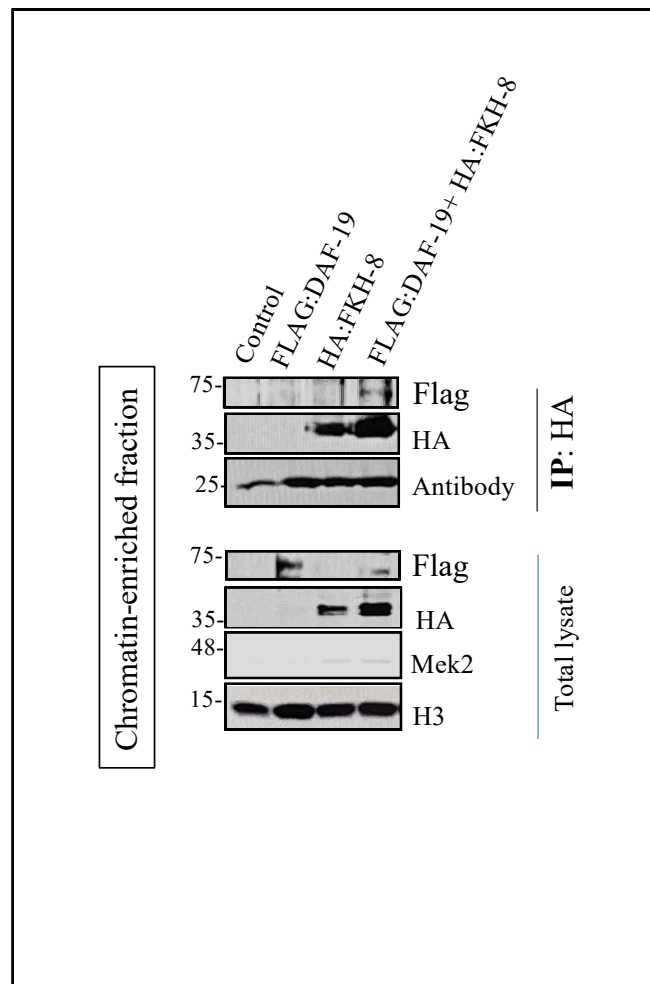 Control
FLAG:DAF-19
HA:FKH-8
FLAG:DAF-19+ HA:FKH-8
Chromatin-enriched fraction
75-
Flag
35-
HA
25-
Antibody
IP: HA
75-
Flag
35-
HA
48-
Mek2
15-
H3
Total lysate